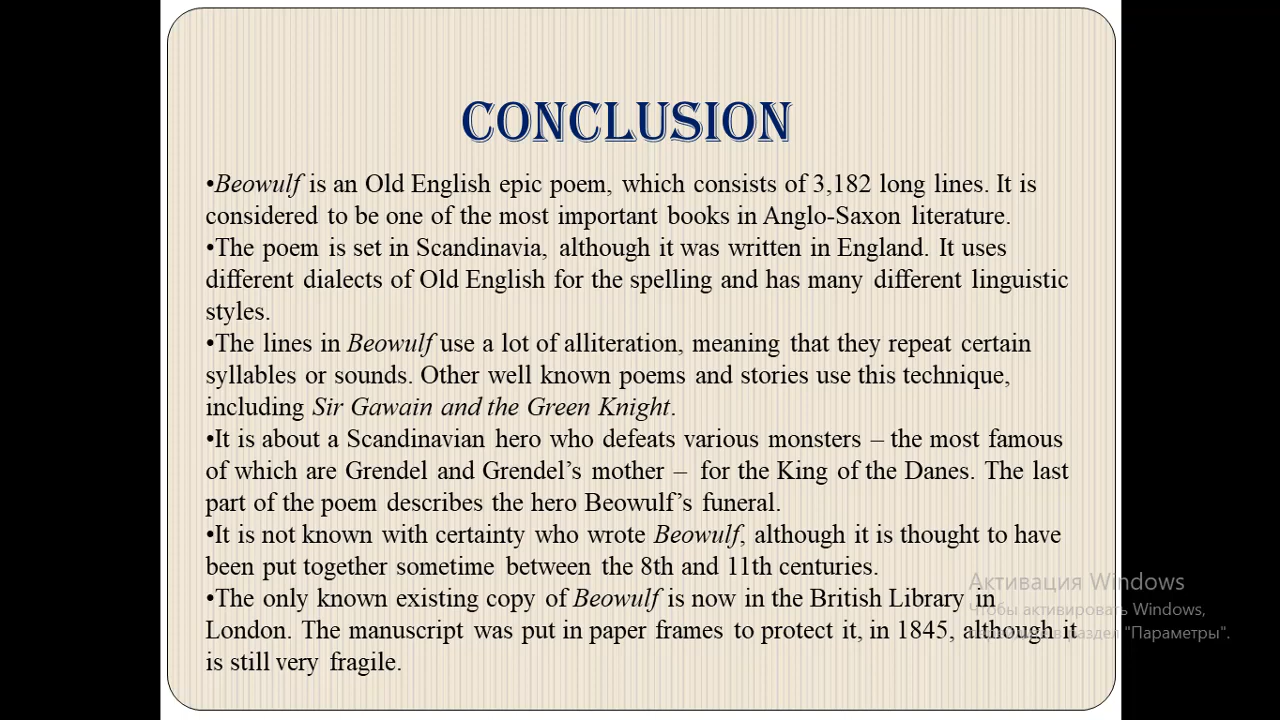 CONCLUSION
•Beowulf is an Old English epic poem, which consists of 3,182 long lines. It is
considered to be one of the most important books in Anglo-Saxon literature.
•The poem is set in Scandinavia, although it was written in England. It uses
different dialects of Old English for the spelling and has many different linguistic
styles.
•The lines in Beowulf use a lot of alliteration, meaning that they repeat certain
syllables or sounds. Other well known poems and stories use this technique,
including Sir Gawain and the Green Knight.
•It is about a Scandinavian hero who defeats various monsters – the most famous
of which are Grendel and Grendel’s mother – for the King of the Danes. The last
part of the poem describes the hero Beowulf’s funeral.
•It is not known with certainty who wrote Beowulf, although it is thought to have
been put together sometime between the 8th and 11th centuries.
•The only known existing copy of Beowulf is now in the British Library in
London. The manuscript was put in paper frames to protect it, in 1845, although it
is still very fragile.
Активация Windows
Чтобы активировать Windows,
в раздел "Параметры".